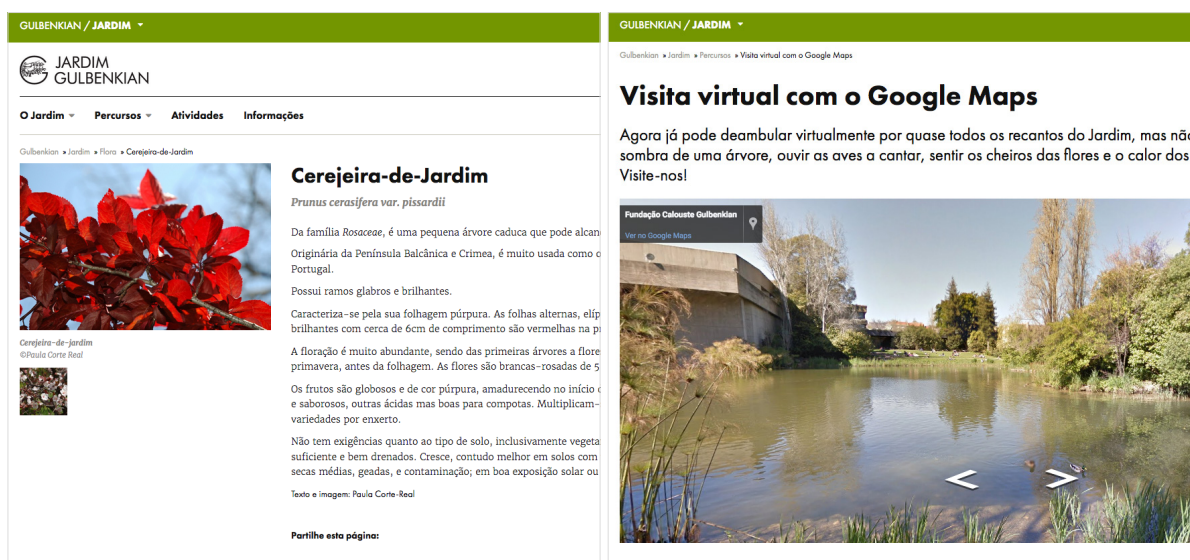 GULBENKIAN / JARDIM
JARDIM
GULBENKIAN
O Jardim
Percursos
Atividades
Informações
Gulbenkian » Jardim » Flora » Cerejeira-de-Jardim
Cerejeira-de-jardim
©Paula Corte Real
Cerejeira-de-Jardim
Prunus cerasifera var. pissardii
Da família Rosaceae, é uma pequena árvore caduca que pode alcan
Originária da Península Balcânica e Crimea, é muito usada como
Portugal.
Possui ramos glabros e brilhantes.
Caracteriza-se pela sua folhagem púrpura. As folhas alternas, elíp
brilhantes com cerca de 6cm de comprimento são vermelhas na
A floração é muito abundante, sendo das primeiras árvores a flore
primavera, antes da folhagem. As flores são brancas-rosadas de 5
Os frutos são globosos e de cor púrpura, amadurecendo no início
e saborosos, outras ácidas mas boas para compotas. Multiplicam-
variedades por enxerto.
Não tem exigências quanto ao tipo de solo, inclusivamente vegeta
suficiente e bem drenados. Cresce, contudo melhor em solos com
secas médias, geadas, e contaminação; em boa exposição solar ou
Texto e imagem: Paula Corte-Real
Partilhe esta página:
GULBENKIAN / JARDIM
Gulbenkian » Jardim » Percursos » Visita virtual com o Google Maps
Visita virtual com o Google Maps
Agora já pode deambular virtualmente por quase todos os recantos do Jardim, mas não
sombra de uma árvore, ouvir as aves a cantar, sentir os cheiros das flores e o calor dos
Visite-nos!
Fundação Calouste Gulbenkian
Ver no Google Maps